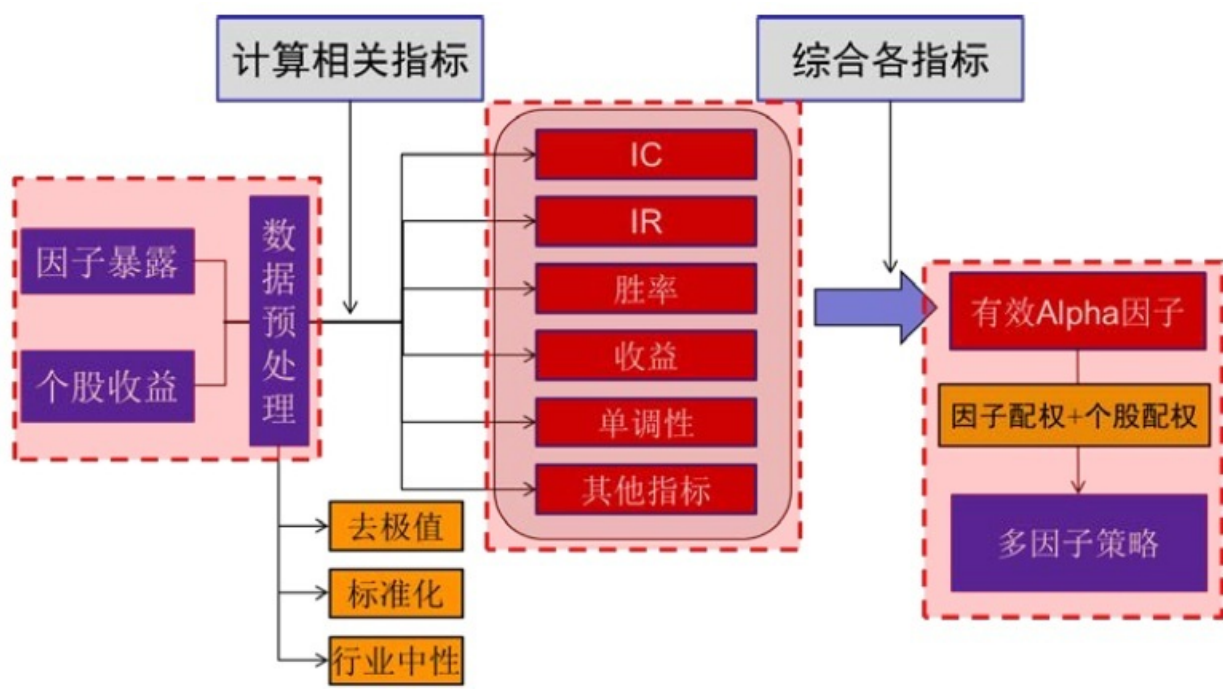 计算相关指标
综合各指标
因子暴露
个股收益
数据预处理
IC
IR
胜率
收益
单调性
其他指标
去极值
标准化
行业中性
有效Alpha因子
因子配权+个股配权
多因子策略